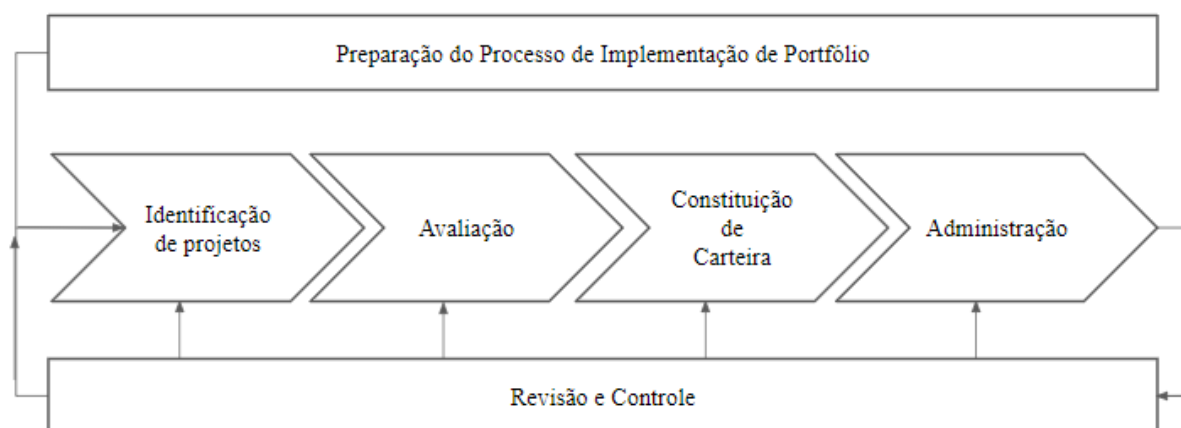 Preparação do Processo de Implementação de Portfólio
Identificação
de projetos
Avaliação
Constituição
de
Carteira
Administração
Revisão e Controle